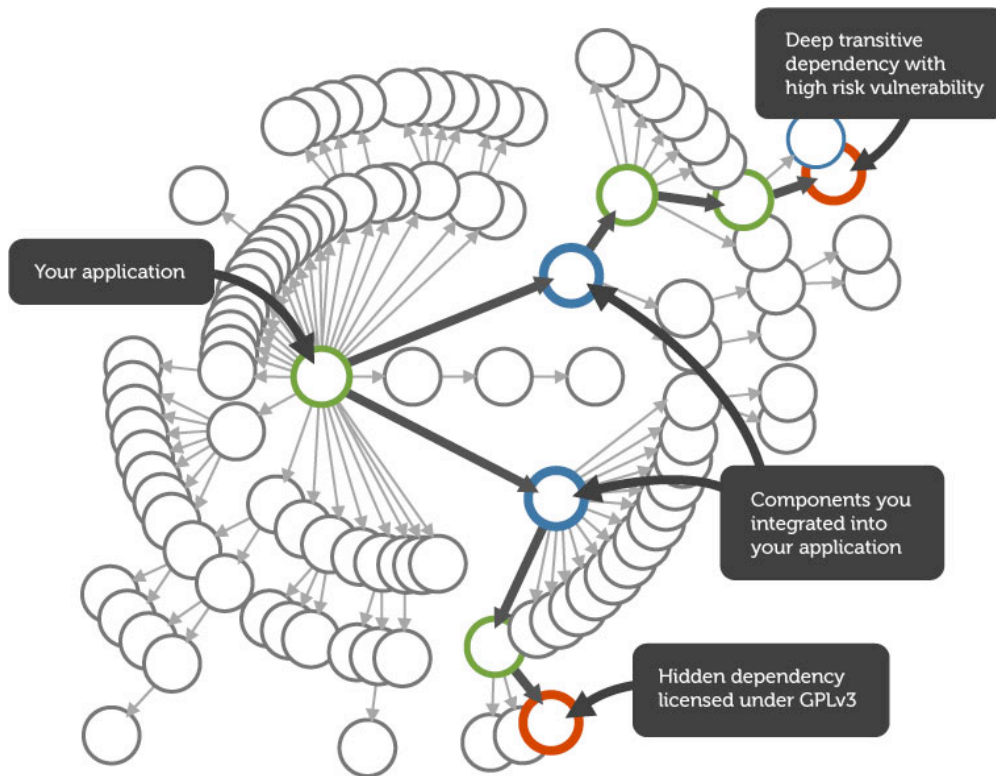 Deep transitive
dependency with
high risk vulnerability
Your application
Components you
integrated into
your application
Hidden dependency
licensed under GPLv3